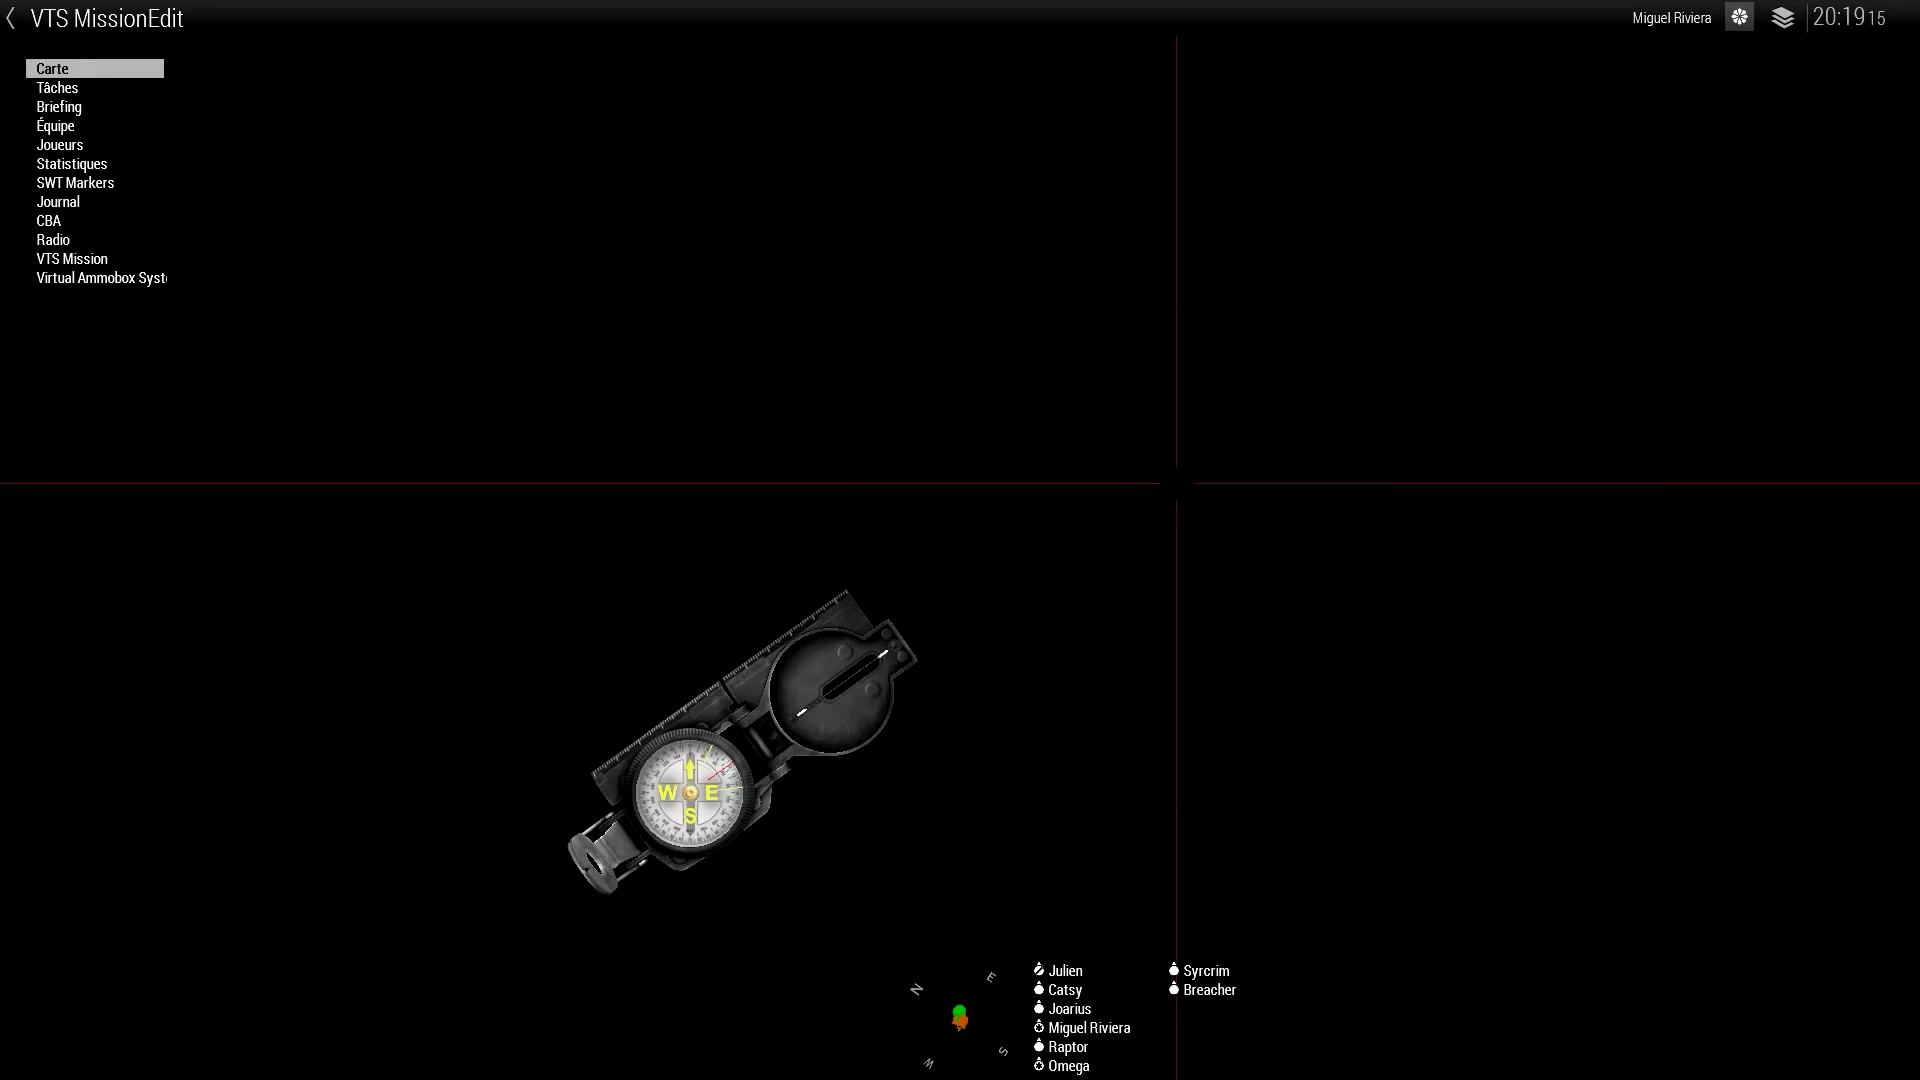 VTS MissionEdit
Miguel Riviera
20:19 15
Carte
Tâches
Briefing
Équipe
Joueurs
Statistiques
SWT Markers
Journal
CBA
Radio
VTS Mission
Virtual Ammobox Syst
W E
S
N E
W S
Julien
Catsy
Joarius
Miguel Riviera
Raptor
Omega
Syrcrim
Breacher